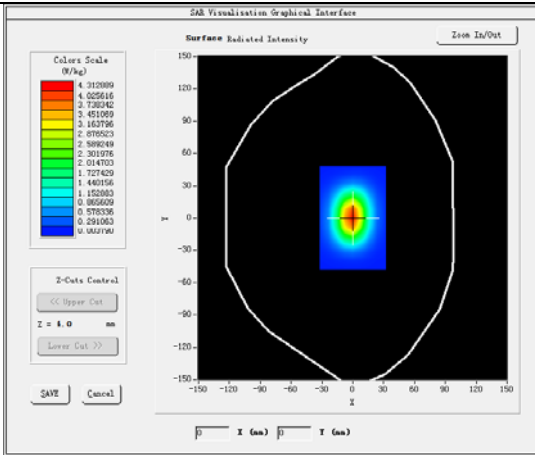 SAR Visualisation Graphical Interface
Surface Radiated Intensity
Zoom In/Out
Colors Scale
(W/kg)
4.312889
4.025616
3.738342
3.451069
3.163796
2.876523
2.589249
2.301976
2.014703
1.727429
1.440156
1.152883
0.865609
0.578336
0.291063
0.003790
150
120
90
60
30
0
-30
-60
-90
-120
-150
Y
-150 -120 -90 -60 -30 0 30 60 90 120 150
X
Z-Cuts Control
<< Upper Cut
Z = 4.0 mm
Lower Cut >>
SAVE Cancel
0 X (mm) 0 Y (mm)